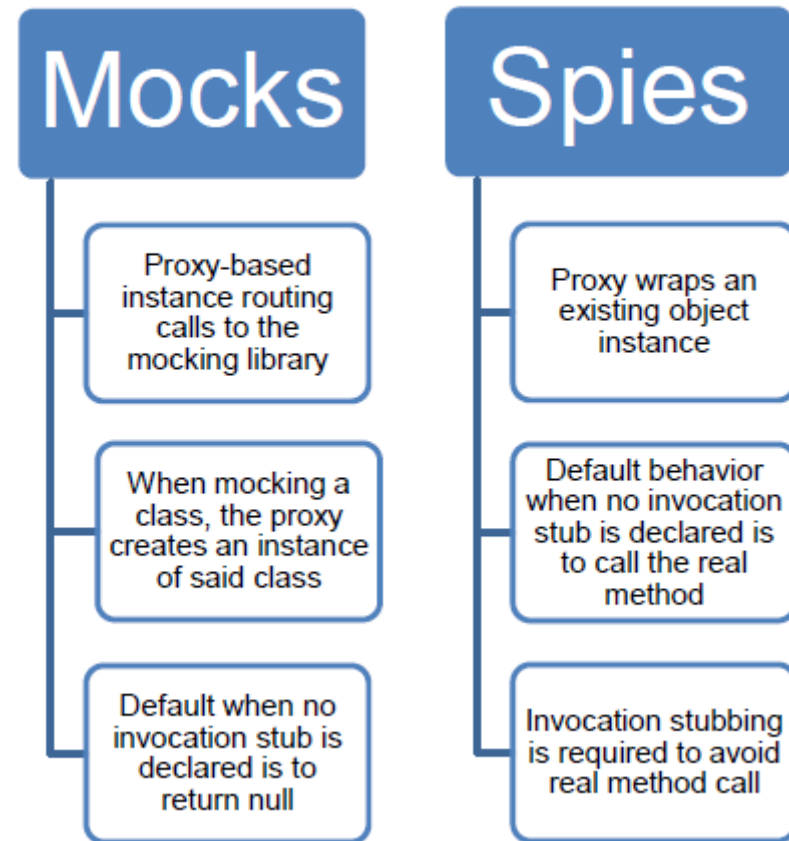 Mocks
Proxy-based
instance routing
calls to the
mocking library
When mocking a
class, the proxy
creates an instance
of said class
Default when no
invocation stub is
declared is to
return null
Spies
Proxy wraps an
existing object
instance
Default behavior
when no invocation
stub is declared is
to call the real
method
Invocation stubbing
is required to avoid
real method call